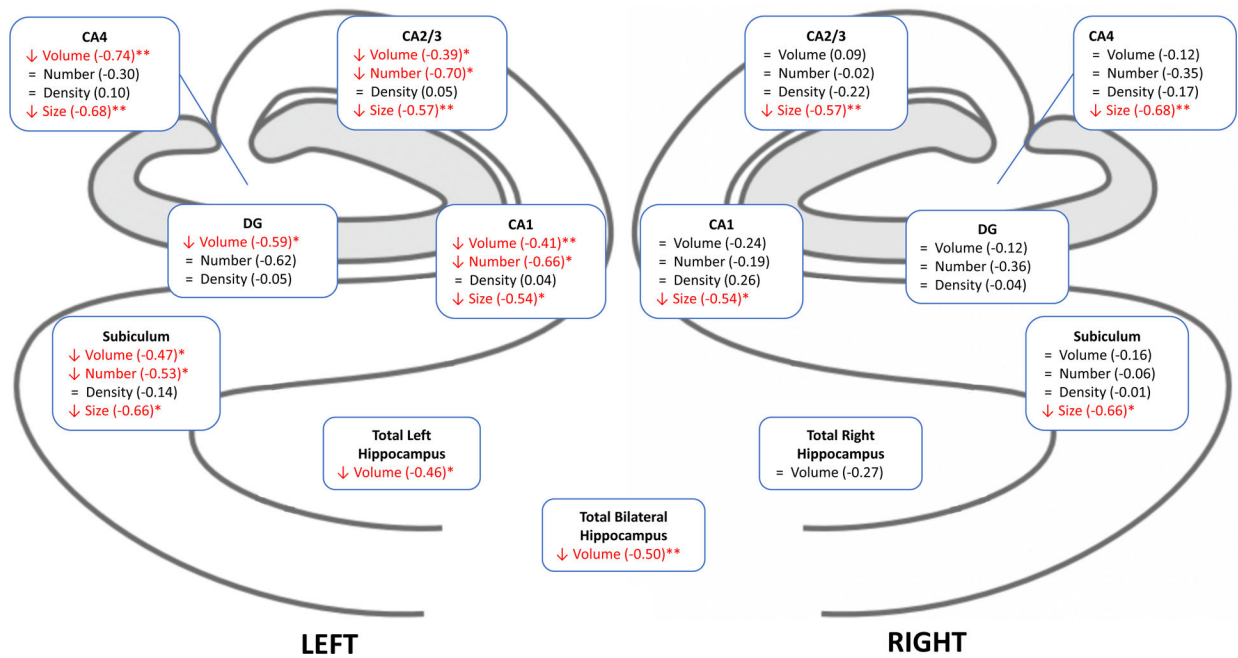 CA4
↓ Volume (-0.74)**
= Number (-0.30)
= Density (0.10)
↓ Size (-0.68)**
CA2/3
↓ Volume (-0.39)*
↓ Number (-0.70)*
= Density (0.05)
↓ Size (-0.57)**
DG
↓ Volume (-0.59)*
= Number (-0.62)
= Density (-0.05)
CA1
↓ Volume (-0.41)**
↓ Number (-0.66)*
= Density (0.04)
↓ Size (-0.54)*
Subiculum
↓ Volume (-0.47)*
↓ Number (-0.53)*
= Density (-0.14)
↓ Size (-0.66)*
Total Left
Hippocampus
↓ Volume (-0.46)*
CA2/3
= Volume (0.09)
= Number (-0.02)
= Density (-0.22)
↓ Size (-0.57)**
CA4
= Volume (-0.12)
= Number (-0.35)
= Density (-0.17)
↓ Size (-0.68)**
CA1
= Volume (-0.24)
= Number (-0.19)
= Density (0.26)
↓ Size (-0.54)*
DG
= Volume (-0.12)
= Number (-0.36)
= Density (-0.04)
Subiculum
= Volume (-0.16)
= Number (-0.06)
= Density (-0.01)
↓ Size (-0.66)*
Total Right
Hippocampus
= Volume (-0.27)
Total Bilateral
Hippocampus
↓ Volume (-0.50)**
LEFT
RIGHT